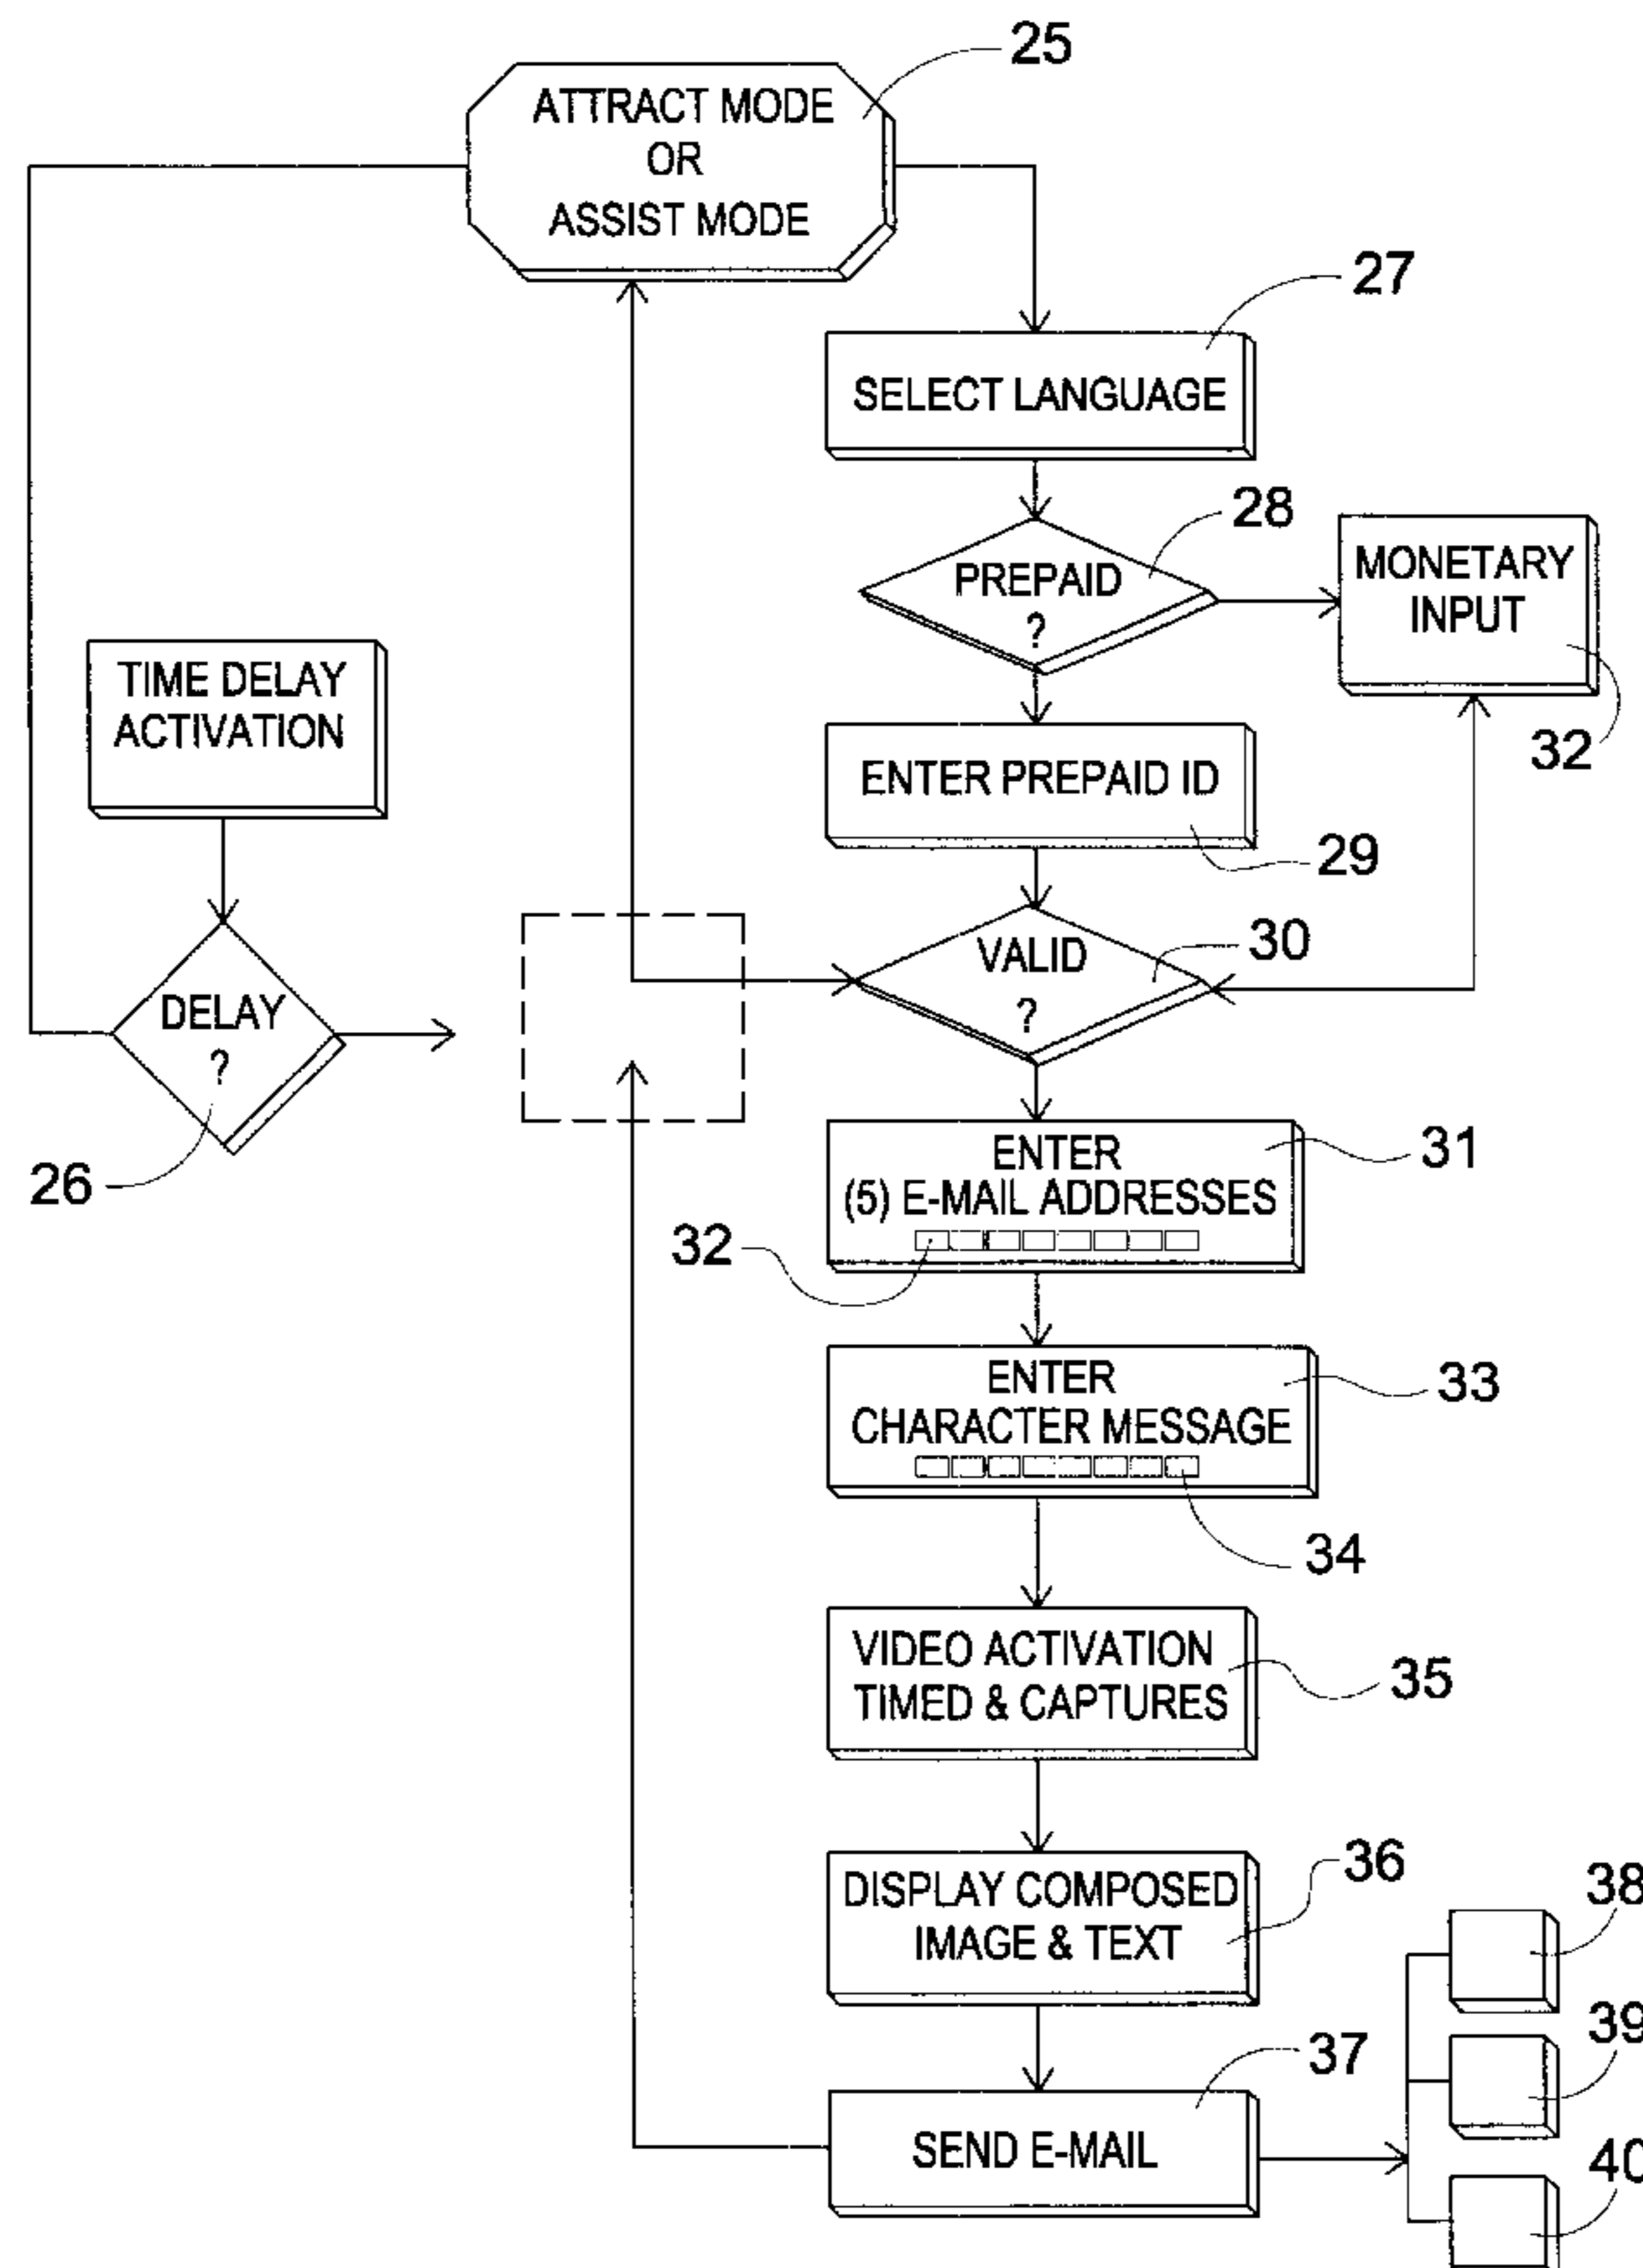 25
ATTRACT MODE
OR
ASSIST MODE
27
SELECT LANGUAGE
28
PREPAID
?
MONETARY
INPUT
32
TIME DELAY
ACTIVATION
ENTER PREPAID ID
29
VALID
?
30
DELAY
?
26
ENTER
(5) E-MAIL ADDRESSES
31
32
ENTER
CHARACTER MESSAGE
33
34
VIDEO ACTIVATION
TIMED & CAPTURES
35
DISPLAY COMPOSED
IMAGE & TEXT
36
38
39
37
SEND E-MAIL
40